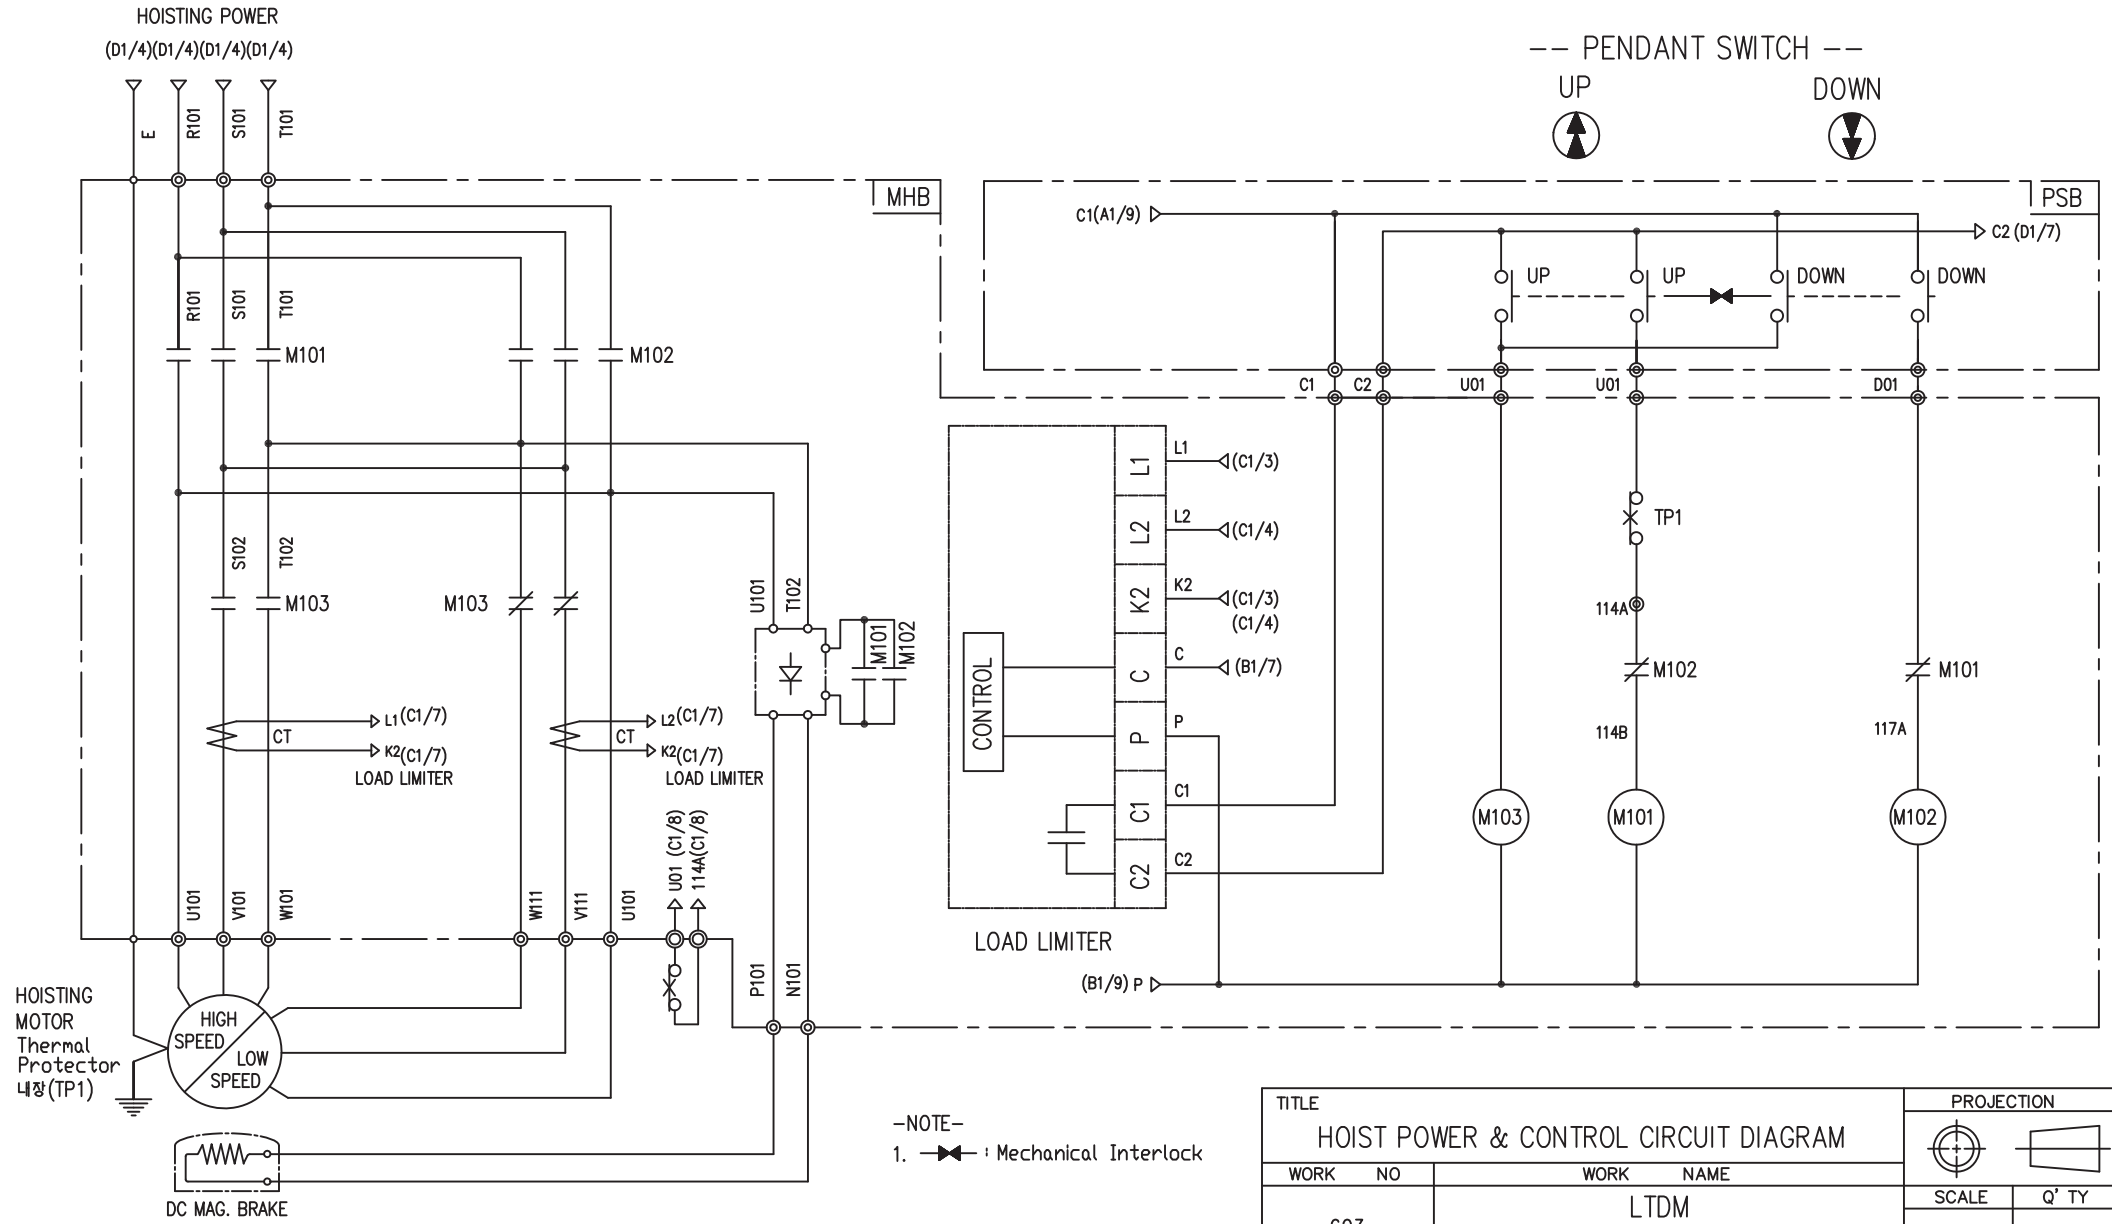 HOISTING POWER
(D1/4)(D1/4)(D1/4)(D1/4)
E
R101
S101
T101
MHB
R101
S101
T101
M101
M102
S102
T102
M103
M103
U101
T102
M101
M102
CT
L1(C1/7)
K2(C1/7)
LOAD LIMITER
CT
L2(C1/7)
K2(C1/7)
LOAD LIMITER
U101
V101
W101
W111
V111
U101
U01 (C1/8)
114A(C1/8)
P101
N101
HOISTING
MOTOR
Thermal
Protector
내장(TP1)
HIGH
SPEED
LOW
SPEED
DC MAG. BRAKE
-- PENDANT SWITCH --
UP
DOWN
PSB
C1(A1/9)
C2(D1/7)
UP
UP
DOWN
DOWN
C1
C2
U01
U01
D01
CONTROL
L1
L2
K2
C
P
C1
C2
L1
(C1/3)
L2
(C1/4)
K2
(C1/3)
(C1/4)
C
(B1/7)
P
C1
C2
LOAD LIMITER
(B1/9) P
TP1
114A
M102
M101
114B
117A
M103
M101
M102
-NOTE-
1. : Mechanical Interlock
TITLE
HOIST POWER & CONTROL CIRCUIT DIAGRAM
PROJECTION
WORK NO
WORK NAME
LTDM
SCALE
Q'TY